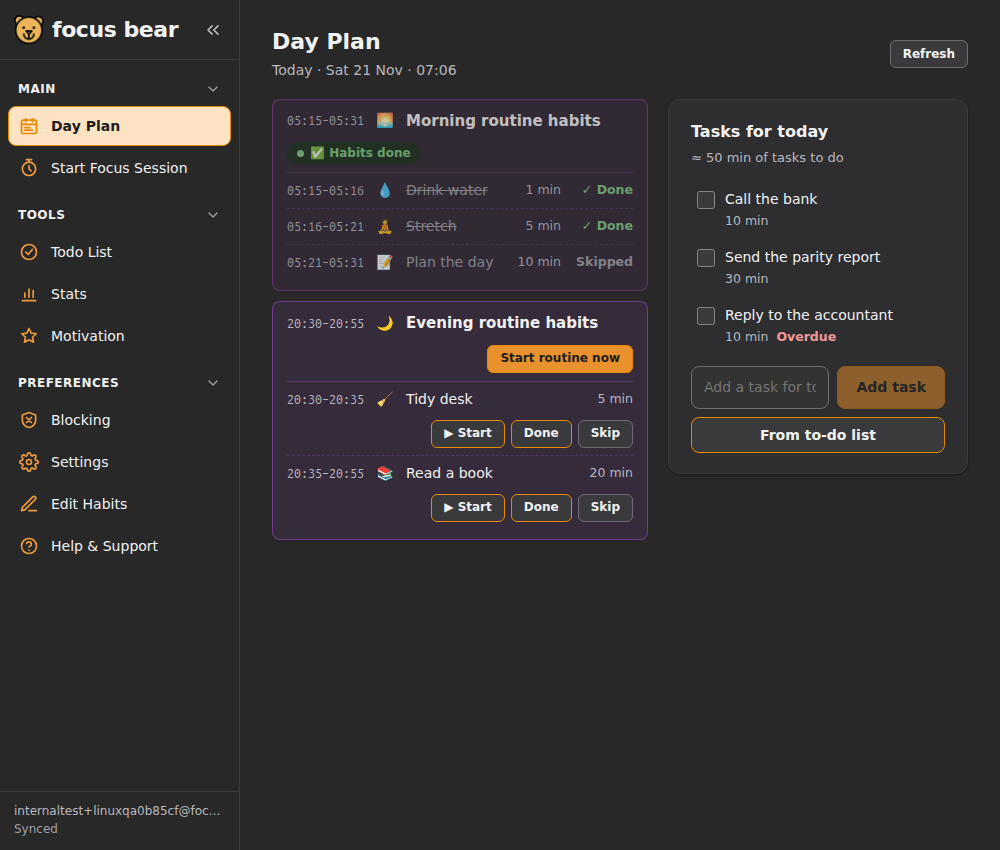 focus bear
MAIN
Day Plan
Start Focus Session
TOOLS
Todo List
Stats
Motivation
PREFERENCES
Blocking
Settings
Edit Habits
Help & Support
internaltest+linuxqa0b85cf@foc...
Synced
Day Plan
Today · Sat 21 Nov · 07:06
Refresh
05:15–05:31 Morning routine habits
✅ Habits done
05:15–05:16 Drink water 1 min ✓ Done
05:16–05:21 Stretch 5 min ✓ Done
05:21–05:31 Plan the day 10 min Skipped
20:30–20:55 Evening routine habits
Start routine now
20:30–20:35 Tidy desk 5 min
▶ Start Done Skip
20:35–20:55 Read a book 20 min
▶ Start Done Skip
Tasks for today
≈ 50 min of tasks to do
Call the bank
10 min
Send the parity report
30 min
Reply to the accountant
10 min Overdue
Add a task for to
Add task
From to-do list